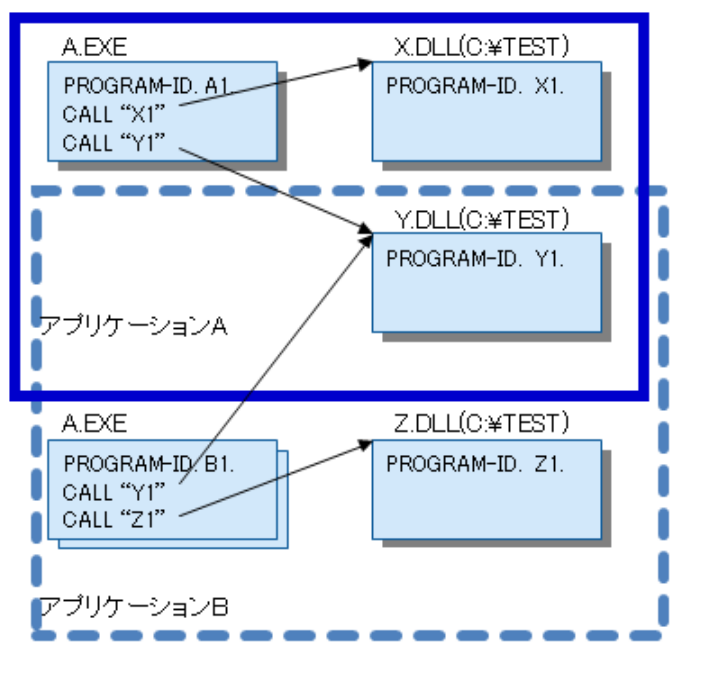 A.EXE
X.DLL(C:¥TEST)
PROGRAM-ID. A1.
CALL “X1”
CALL “Y1”
PROGRAM-ID. X1.
Y.DLL(C:¥TEST)
PROGRAM-ID. Y1.
アプリケーションA
A.EXE
Z.DLL(C:¥TEST)
PROGRAM-ID. B1.
CALL “Y1”
CALL “Z1”
PROGRAM-ID. Z1.
アプリケーションB